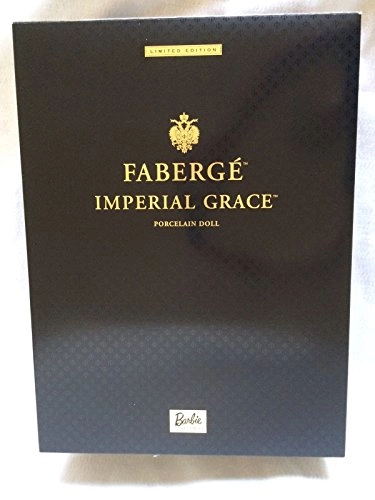 LIMITED EDITION
FABERGÉ™
IMPERIAL GRACE™
PORCELAIN DOLL
Barbie